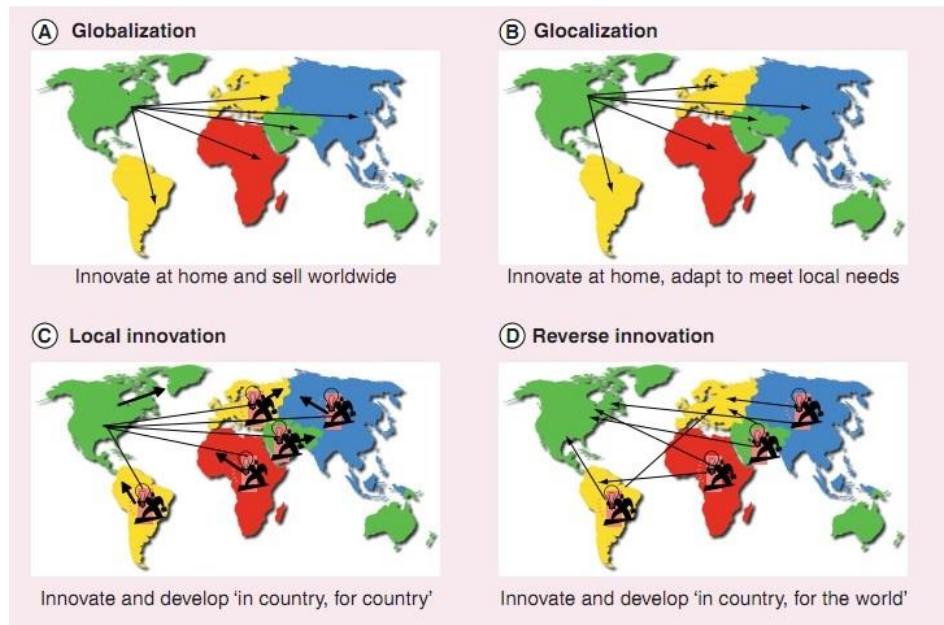 A Globalization
B Glocalization
Innovate at home and sell worldwide
Innovate at home, adapt to meet local needs
C Local innovation
D Reverse innovation
Innovate and develop ‘in country, for country’
Innovate and develop ‘in country, for the world’